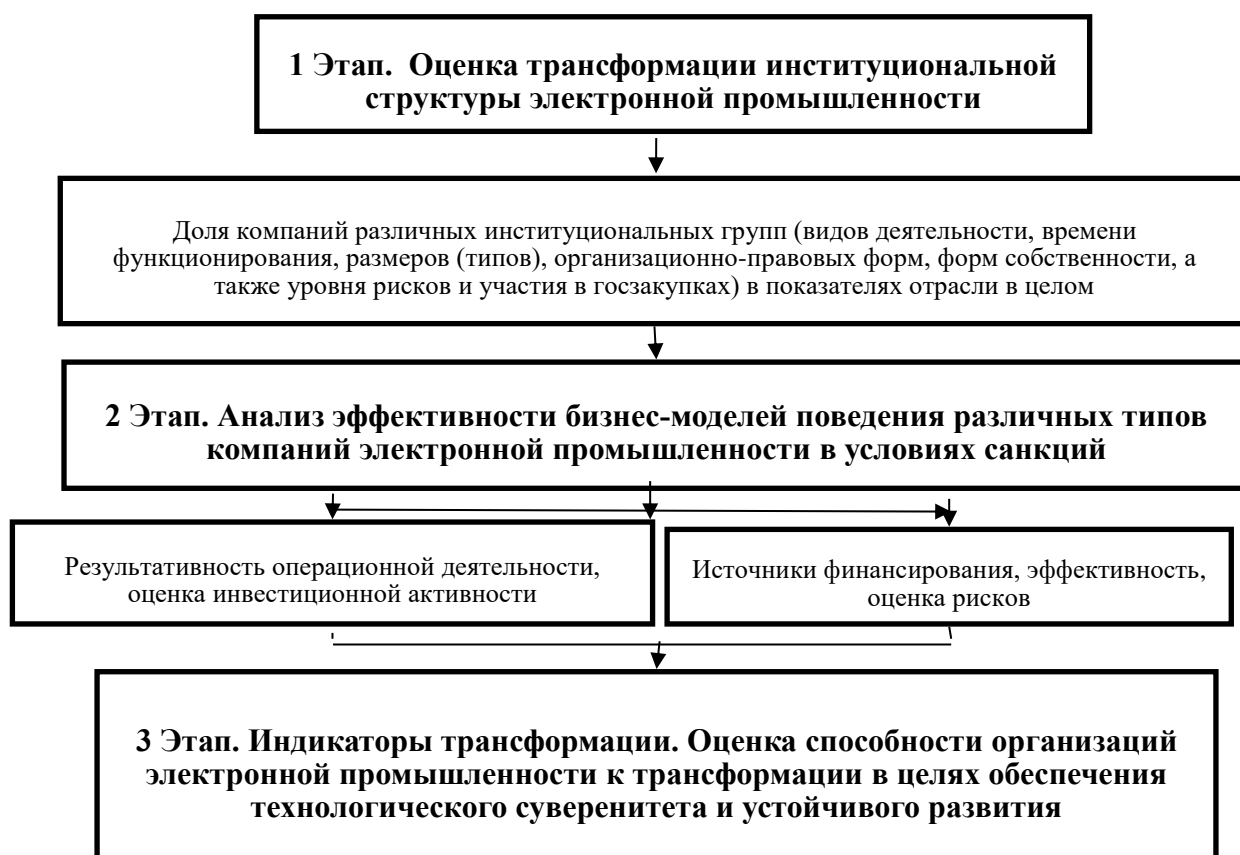 1 Этап. Оценка трансформации институциональной
структуры электронной промышленности
Доля компаний различных институциональных групп (видов деятельности, времени
функционирования, размеров (типов), организационно-правовых форм, форм собственности, а
также уровня рисков и участия в госзакупках) в показателях отрасли в целом
2 Этап. Анализ эффективности бизнес-моделей поведения различных типов
компаний электронной промышленности в условиях санкций
Результативность операционной деятельности,
оценка инвестиционной активности
Источники финансирования, эффективность,
оценка рисков
3 Этап. Индикаторы трансформации. Оценка способности организаций
электронной промышленности к трансформации в целях обеспечения
технологического суверенитета и устойчивого развития